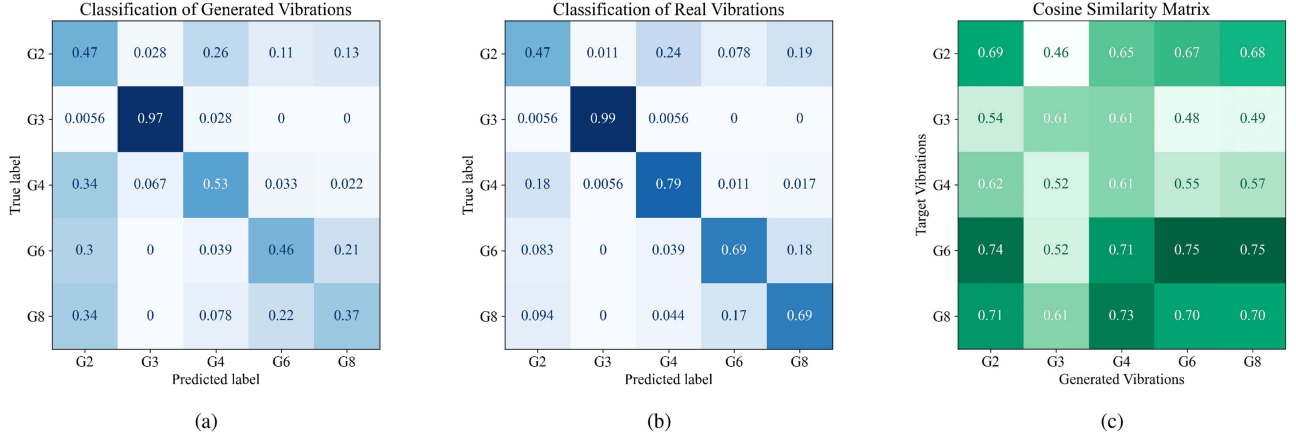 Classification of Generated Vibrations
True label
G2 0.47 0.028 0.26 0.11 0.13
G3 0.0056 0.97 0.028 0 0
G4 0.34 0.067 0.53 0.033 0.022
G6 0.3 0 0.039 0.46 0.21
G8 0.34 0 0.078 0.22 0.37
G2 G3 G4 G6 G8
Predicted label
(a)
Classification of Real Vibrations
True label
G2 0.47 0.011 0.24 0.078 0.19
G3 0.0056 0.99 0.0056 0 0
G4 0.18 0.0056 0.79 0.011 0.017
G6 0.083 0 0.039 0.69 0.18
G8 0.094 0 0.044 0.17 0.69
G2 G3 G4 G6 G8
Predicted label
(b)
Cosine Similarity Matrix
Target Vibrations
G2 0.69 0.46 0.65 0.67 0.68
G3 0.54 0.61 0.61 0.48 0.49
G4 0.62 0.52 0.61 0.55 0.57
G6 0.74 0.52 0.71 0.75 0.75
G8 0.71 0.61 0.73 0.70 0.70
G2 G3 G4 G6 G8
Generated Vibrations
(c)